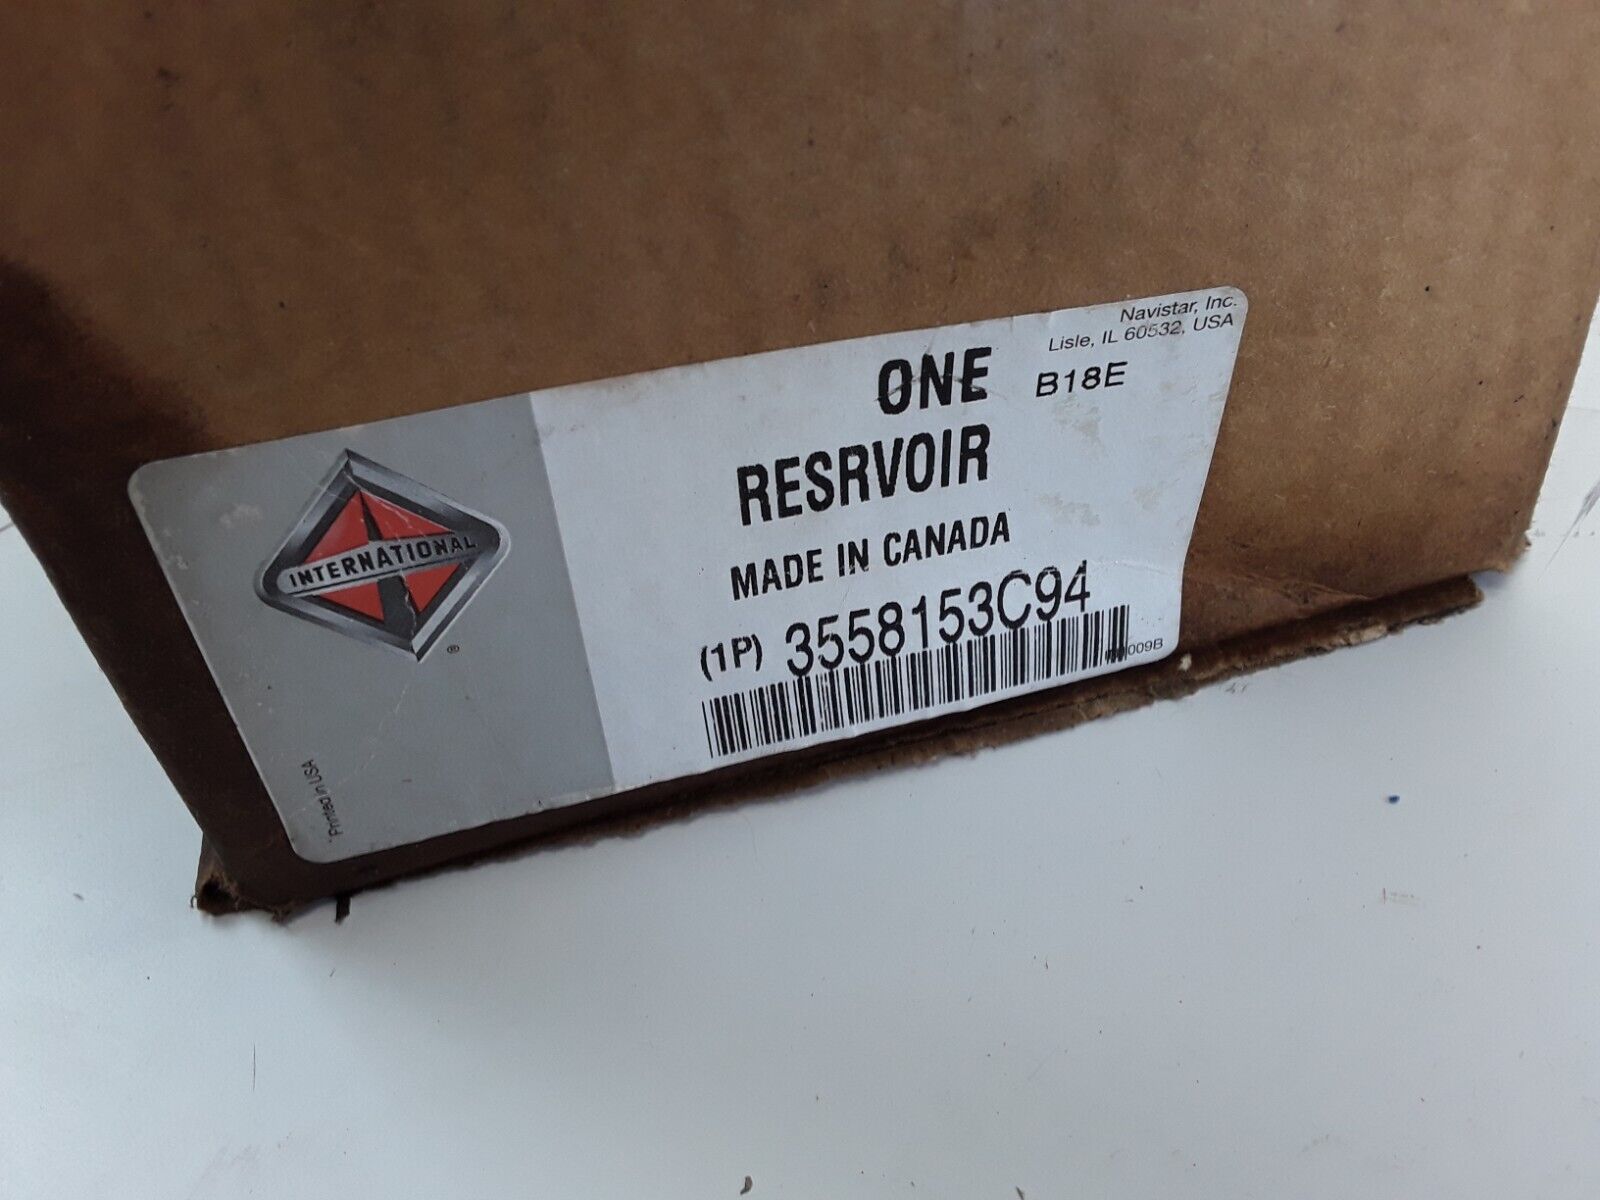 Navistar, Inc.
Lisle, IL 60532, USA
ONE B18E
RESRVOIR
MADE IN CANADA
(1P) 3558153C94
INTERNATIONAL
®
Printed in USA